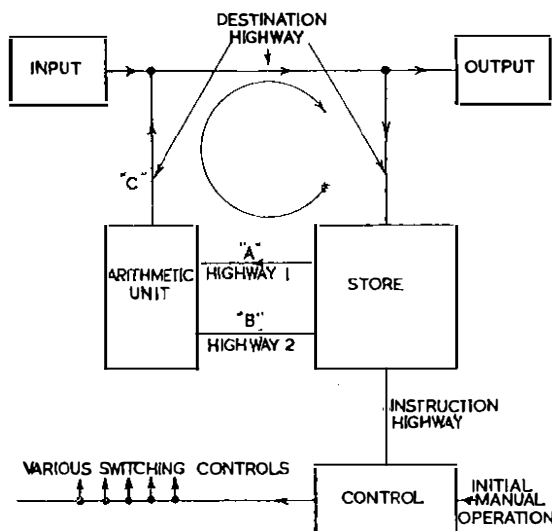 DESTINATION
HIGHWAY
INPUT
OUTPUT
"C"
"A"
HIGHWAY 1
ARITHMETIC
UNIT
STORE
"B"
HIGHWAY 2
INSTRUCTION
HIGHWAY
VARIOUS SWITCHING CONTROLS
CONTROL
INITIAL
MANUAL
OPERATION